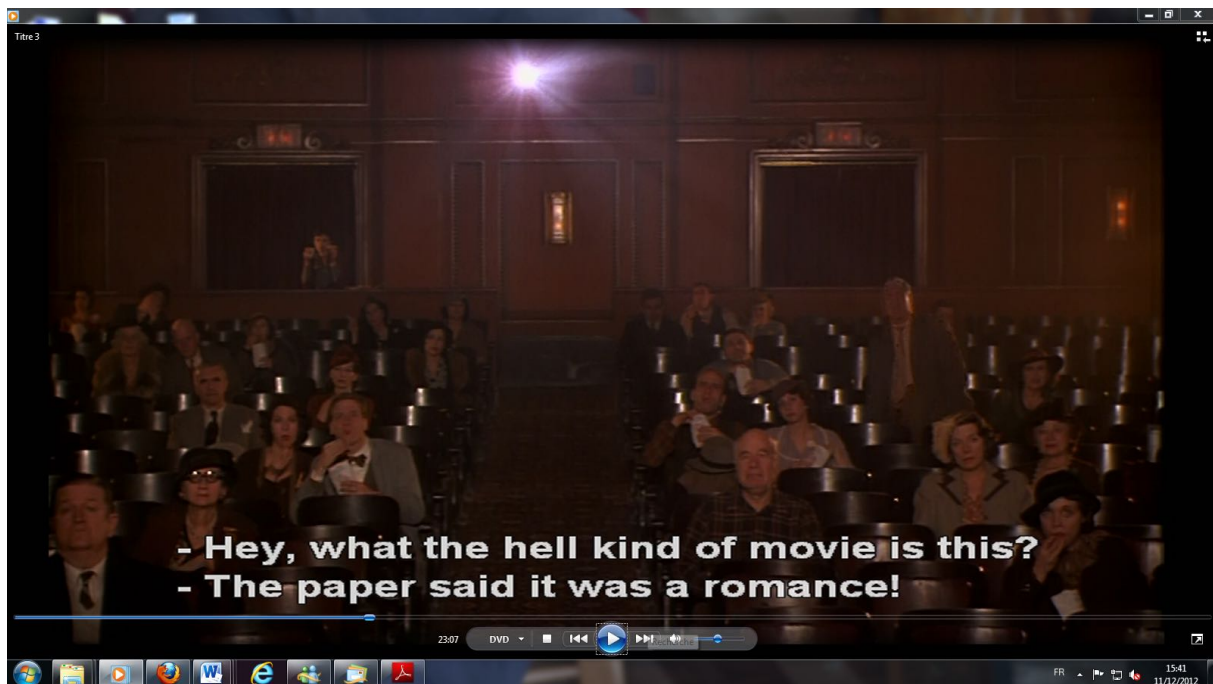 Titre 3
- Hey, what the hell kind of movie is this?
- The paper said it was a romance!
23:07
DVD
Recherche
FR
15:41
11/12/2012